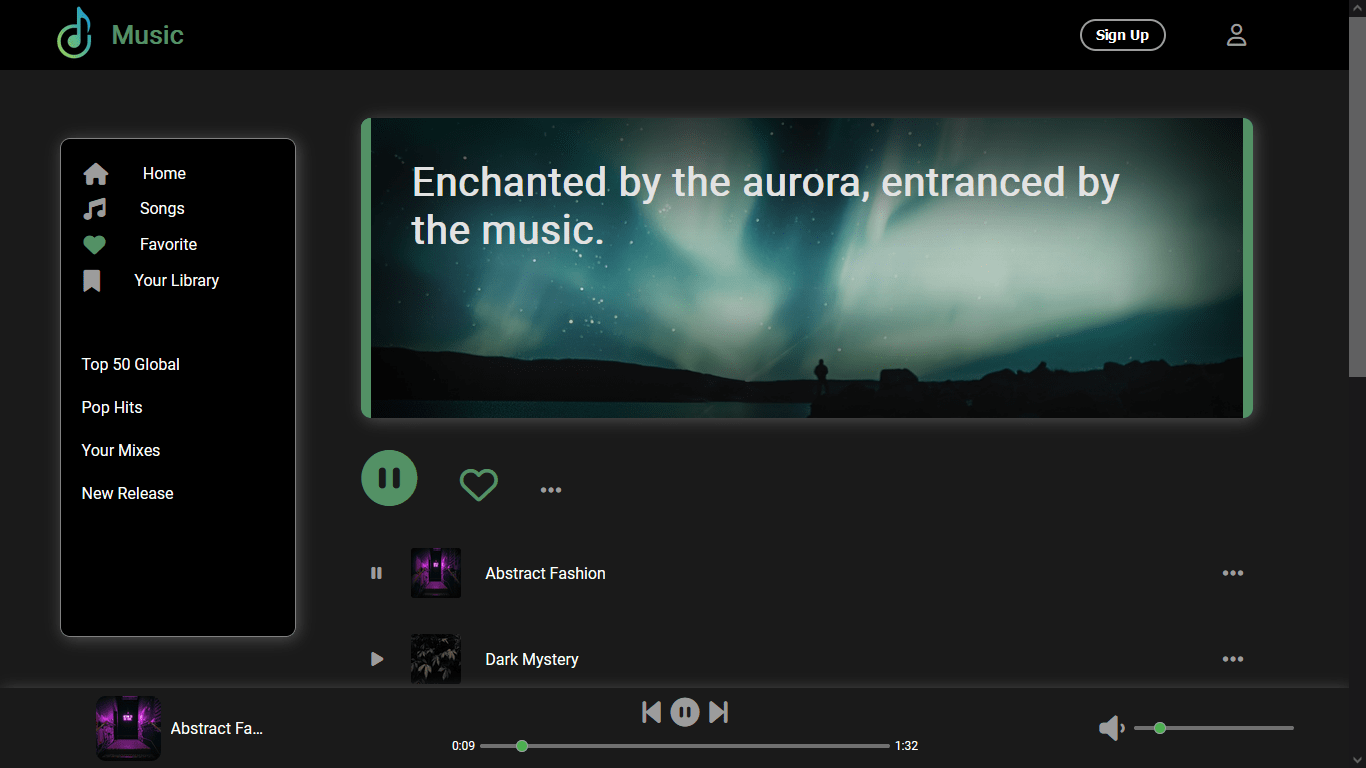 Music
Sign Up
Home
Songs
Favorite
Your Library
Top 50 Global
Pop Hits
Your Mixes
New Release
Enchanted by the aurora, entranced by
the music.
Abstract Fashion
Dark Mystery
Abstract Fa...
0:09
1:32